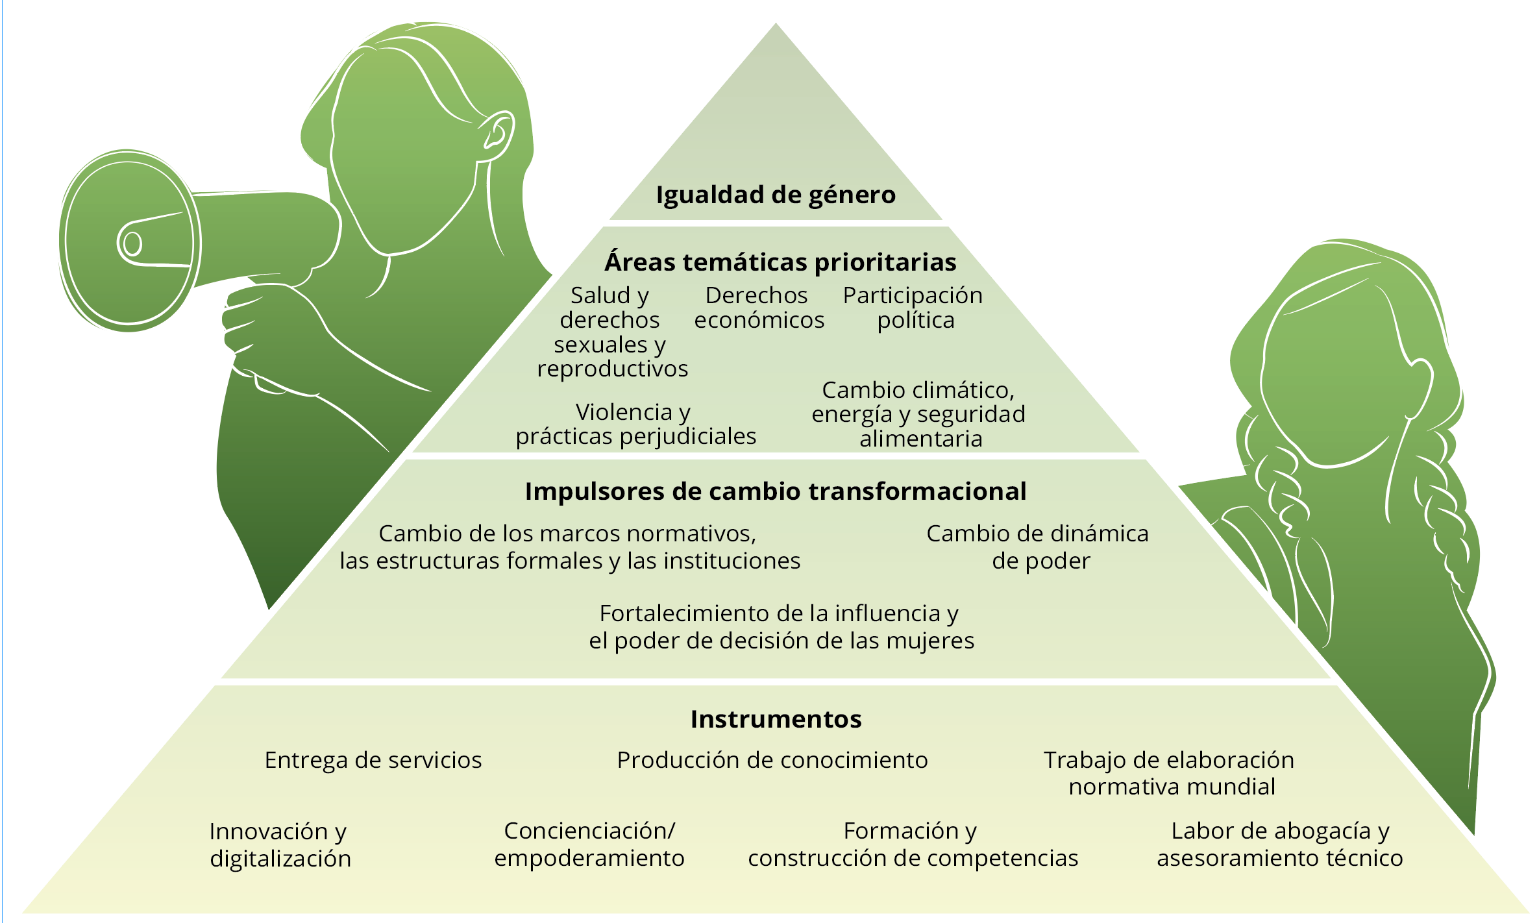 Igualdad de género
Áreas temáticas prioritarias
Salud y
derechos
sexuales y
reproductivos
Derechos
económicos
Participación
política
Violencia y
prácticas perjudiciales
Cambio climático,
energía y seguridad
alimentaria
Impulsores de cambio transformacional
Cambio de los marcos normativos,
las estructuras formales y las instituciones
Cambio de dinámica
de poder
Fortalecimiento de la influencia y
el poder de decisión de las mujeres
Instrumentos
Entrega de servicios
Producción de conocimiento
Trabajo de elaboración
normativa mundial
Innovación y
digitalización
Concienciación/
empoderamiento
Formación y
construcción de competencias
Labor de abogacía y
asesoramiento técnico